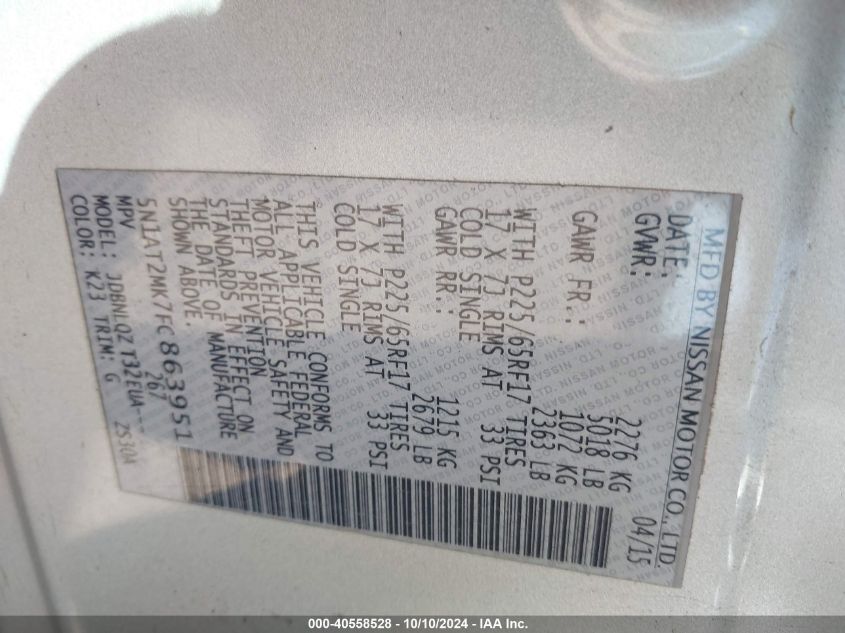 MFD BY NISSAN MOTOR CO., LTD.
DATE: 04/15
GVWR: 2276 KG
5018 LB
GAWR FR.: 1072 KG
2363 LB
WITH P225/65RF17 TIRES
17 X 7J RIMS AT 33 PSI
COLD SINGLE
GAWR RR.: 1215 KG
2679 LB
WITH P225/65RF17 TIRES
17 X 7J RIMS AT 33 PSI
COLD SINGLE
THIS VEHICLE CONFORMS TO
ALL APPLICABLE FEDERAL
MOTOR VEHICLE SAFETY AND
THEFT PREVENTION
STANDARDS IN EFFECT ON
THE DATE OF MANUFACTURE
SHOWN ABOVE.
5N1AT2MK7FC863951
MPV 267
MODEL: JDBNLQZT32EUA---
COLOR: K23 TRIM: G 2S30A
000-40558528 - 10/10/2024 - IAA Inc.